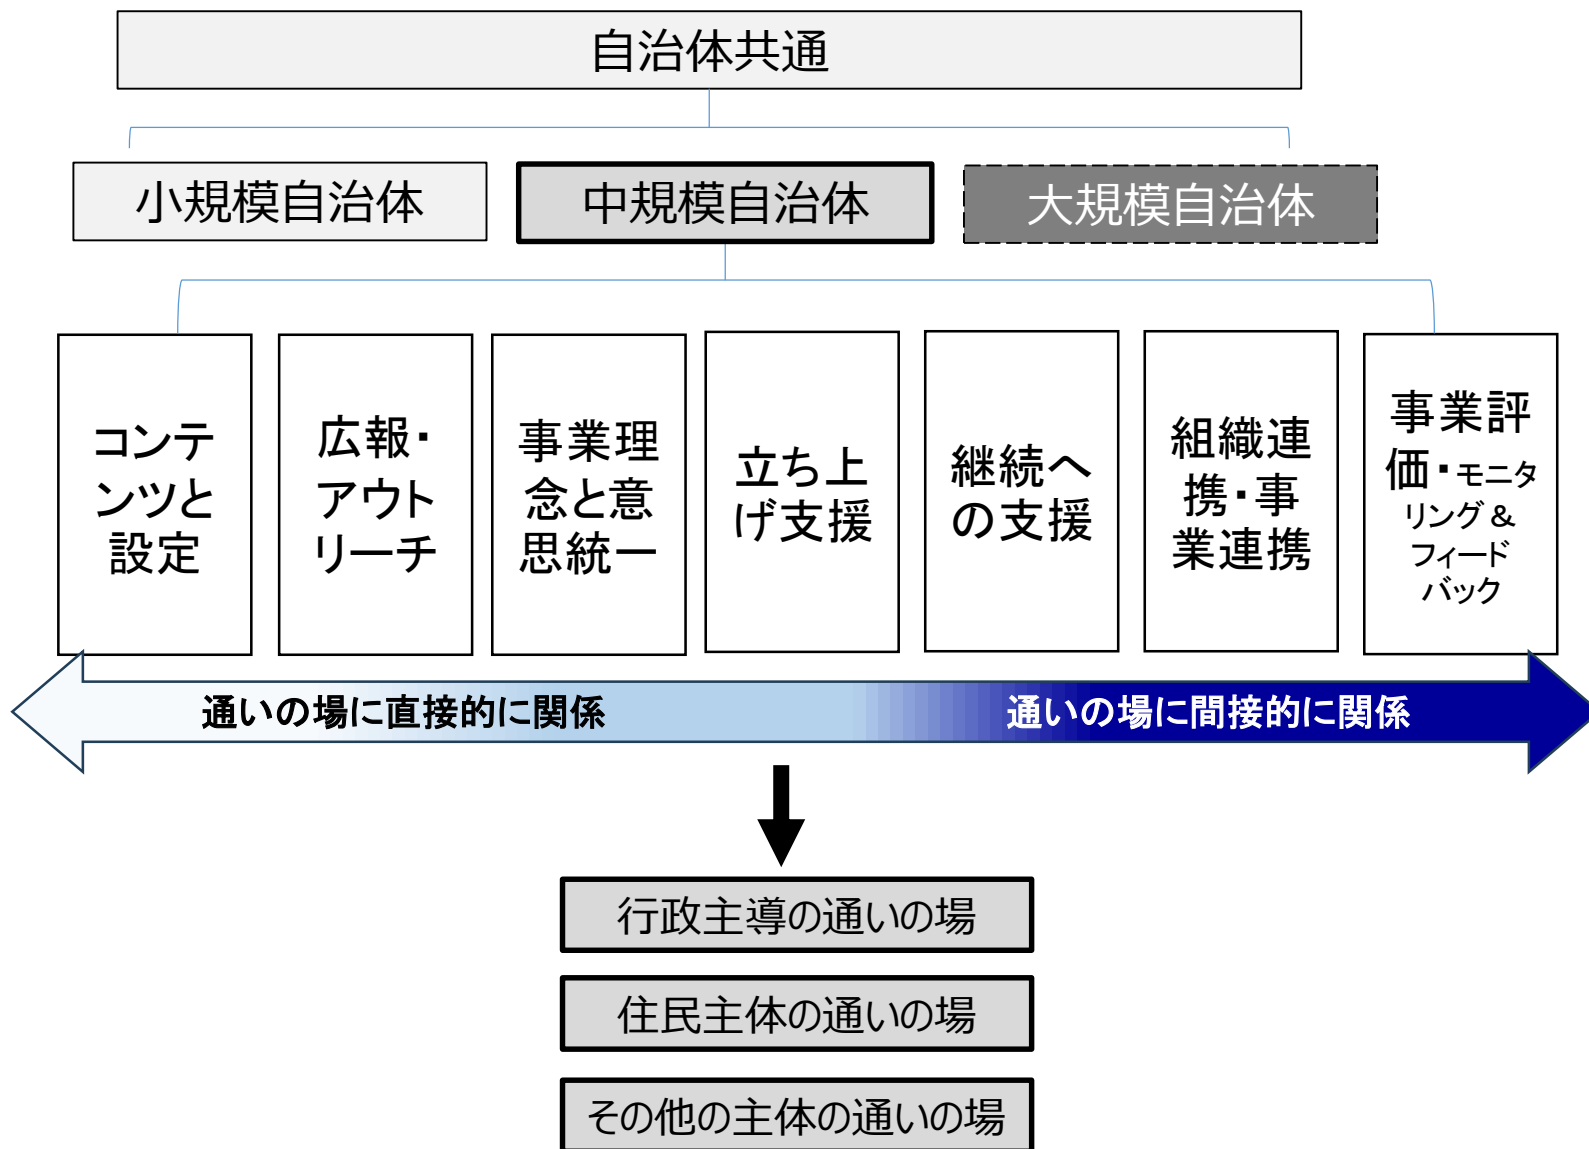 自治体共通
小規模自治体
中規模自治体
大規模自治体
コンテ
ンツと
設定
広報・
アウト
リーチ
事業理
念と意
思統一
立ち上
げ支援
継続へ
の支援
組織連
携・事
業連携
事業評
価・モニタ
リング＆
フィード
バック
通いの場に直接的に関係
通いの場に間接的に関係
行政主導の通いの場
住民主体の通いの場
その他の主体の通いの場